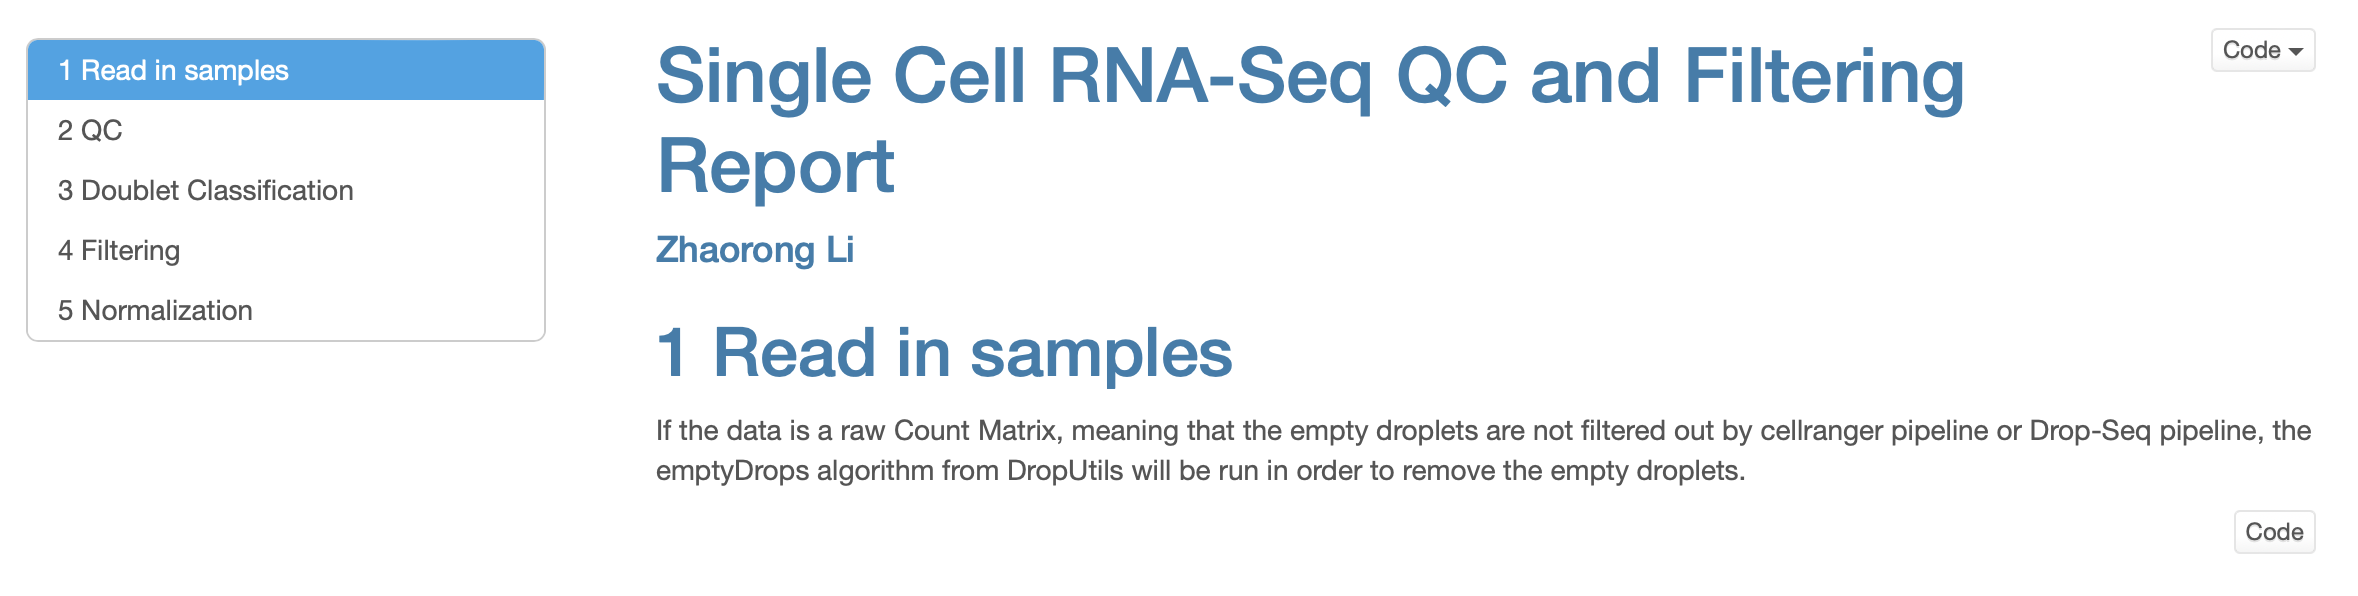 1 Read in samples
2 QC
3 Doublet Classification
4 Filtering
5 Normalization
Code
Single Cell RNA-Seq QC and Filtering
Report
Zhaorong Li
1 Read in samples
If the data is a raw Count Matrix, meaning that the empty droplets are not filtered out by cellranger pipeline or Drop-Seq pipeline, the
emptyDrops algorithm from DropUtils will be run in order to remove the empty droplets.
Code